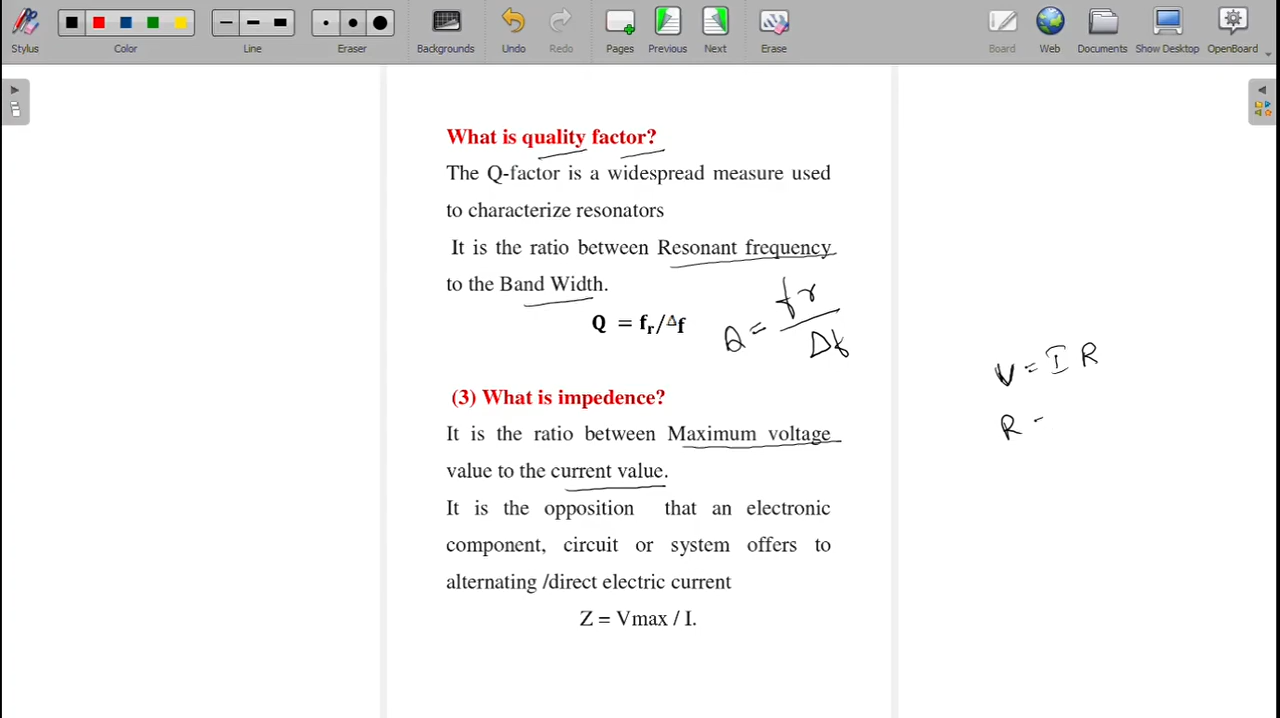 Stylus Color Line Eraser Backgrounds Undo Redo Pages Previous Next Erase Board Web Documents Show Desktop OpenBoard
What is quality factor?
The Q-factor is a widespread measure used
to characterize resonators
It is the ratio between Resonant frequency
to the Band Width.
Q = fr/Δf
Q = fr / Δf
(3) What is impedence?
It is the ratio between Maximum voltage
value to the current value.
It is the opposition that an electronic
component, circuit or system offers to
alternating /direct electric current
Z = Vmax / I.
V = I R
R -